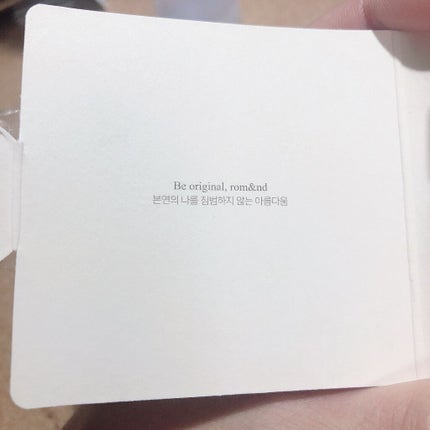 Be original, rom&nd
본연의 나를 침범하지 않는 아름다움